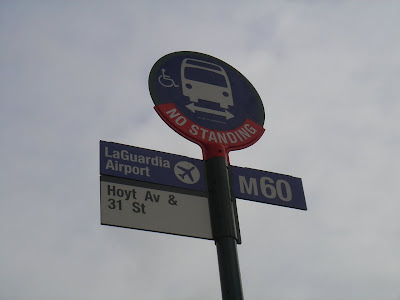 NO STANDING
LaGuardia
Airport
M60
Hoyt Av &
31 St